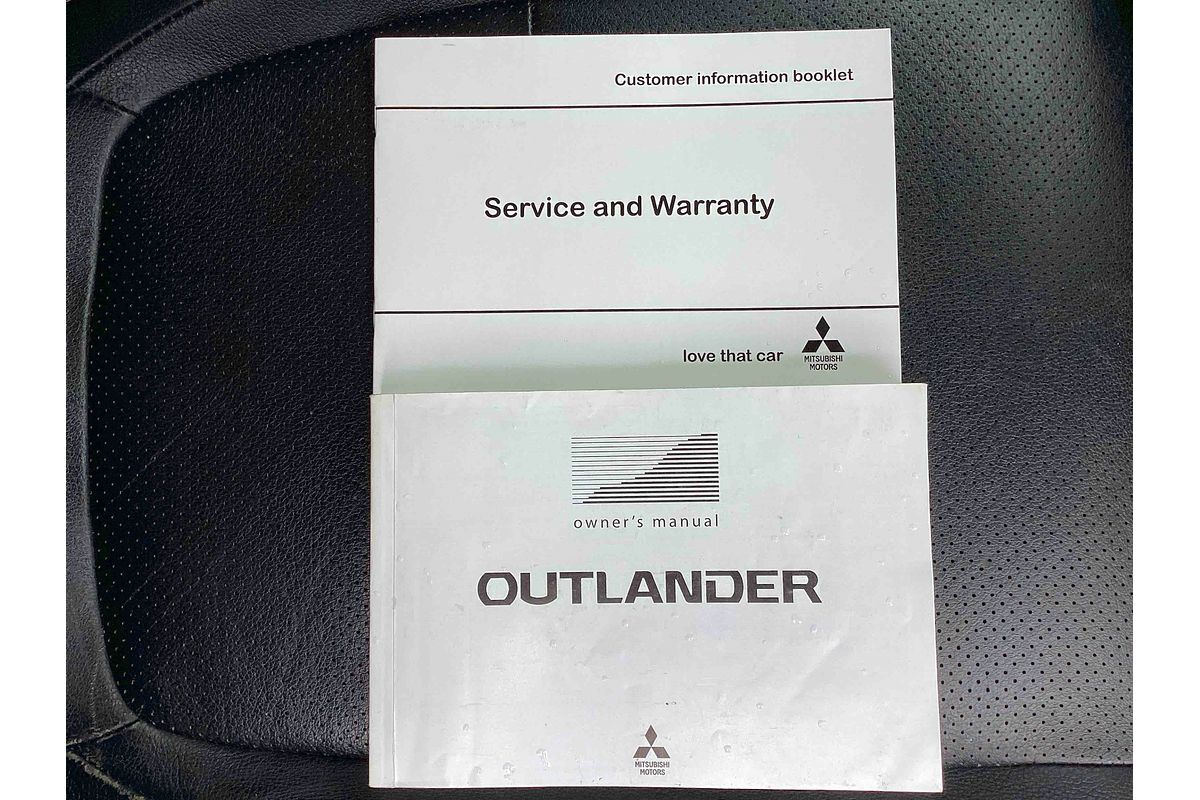 Customer information booklet
Service and Warranty
love that car
MITSUBISHI
MOTORS
owner's manual
OUTLANDER
MITSUBISHI
MOTORS